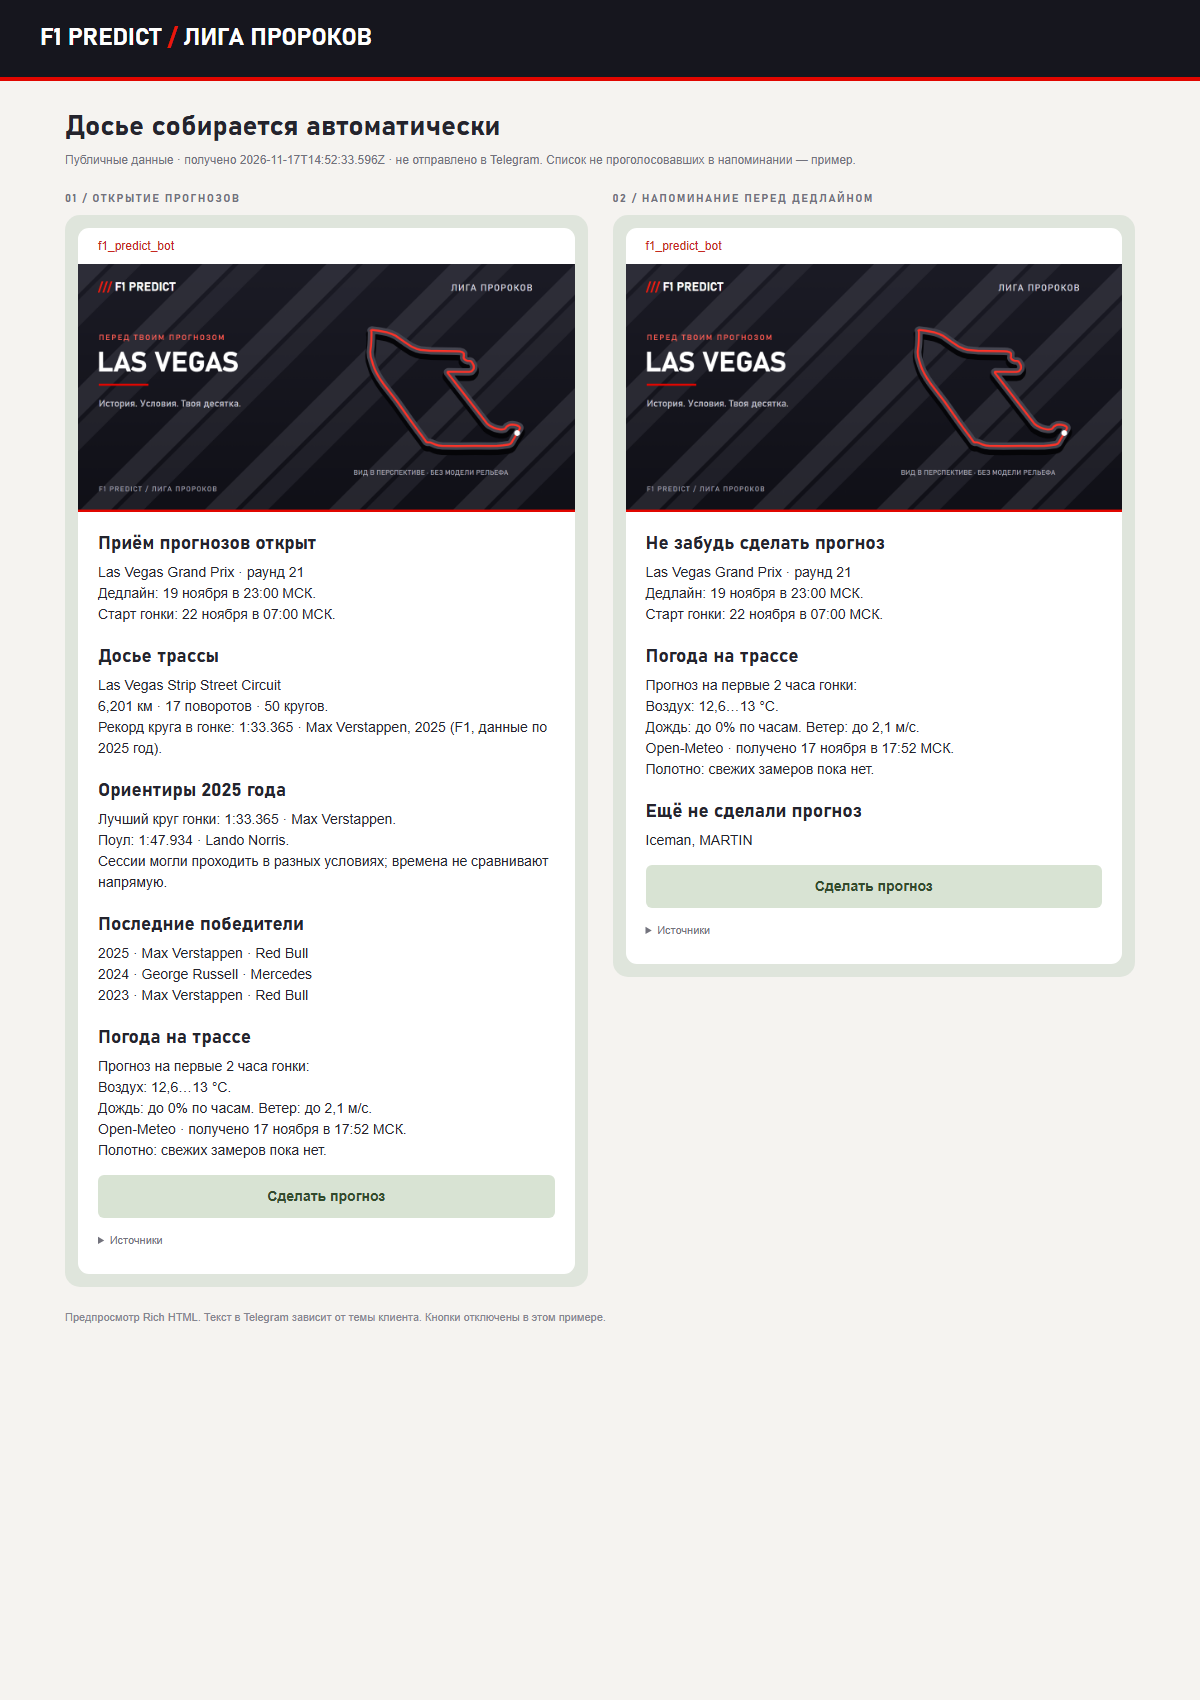 F1 PREDICT / ЛИГА ПРОРОКОВ
Досье собирается автоматически
Публичные данные · получено 2026-11-17T14:52:33.596Z · не отправлено в Telegram. Список не проголосовавших в напоминании — пример.
01 / ОТКРЫТИЕ ПРОГНОЗОВ
f1_predict_bot
/// F1 PREDICT
ЛИГА ПРОРОКОВ
ПЕРЕД ТВОИМ ПРОГНОЗОМ
LAS VEGAS
История. Условия. Твоя десятка.
ВИД В ПЕРСПЕКТИВЕ · БЕЗ МОДЕЛИ РЕЛЬЕФА
F1 PREDICT / ЛИГА ПРОРОКОВ
Приём прогнозов открыт
Las Vegas Grand Prix · раунд 21
Дедлайн: 19 ноября в 23:00 МСК.
Старт гонки: 22 ноября в 07:00 МСК.
Досье трассы
Las Vegas Strip Street Circuit
6,201 км · 17 поворотов · 50 кругов.
Рекорд круга в гонке: 1:33.365 · Max Verstappen, 2025 (F1, данные по
2025 год).
Ориентиры 2025 года
Лучший круг гонки: 1:33.365 · Max Verstappen.
Поул: 1:47.934 · Lando Norris.
Сессии могли проходить в разных условиях; времена не сравнивают
напрямую.
Последние победители
2025 · Max Verstappen · Red Bull
2024 · George Russell · Mercedes
2023 · Max Verstappen · Red Bull
Погода на трассе
Прогноз на первые 2 часа гонки:
Воздух: 12,6…13 °C.
Дождь: до 0% по часам. Ветер: до 2,1 м/с.
Open-Meteo · получено 17 ноября в 17:52 МСК.
Полотно: свежих замеров пока нет.
Сделать прогноз
Источники
02 / НАПОМИНАНИЕ ПЕРЕД ДЕДЛАЙНОМ
f1_predict_bot
/// F1 PREDICT
ЛИГА ПРОРОКОВ
ПЕРЕД ТВОИМ ПРОГНОЗОМ
LAS VEGAS
История. Условия. Твоя десятка.
ВИД В ПЕРСПЕКТИВЕ · БЕЗ МОДЕЛИ РЕЛЬЕФА
F1 PREDICT / ЛИГА ПРОРОКОВ
Не забудь сделать прогноз
Las Vegas Grand Prix · раунд 21
Дедлайн: 19 ноября в 23:00 МСК.
Старт гонки: 22 ноября в 07:00 МСК.
Погода на трассе
Прогноз на первые 2 часа гонки:
Воздух: 12,6…13 °C.
Дождь: до 0% по часам. Ветер: до 2,1 м/с.
Open-Meteo · получено 17 ноября в 17:52 МСК.
Полотно: свежих замеров пока нет.
Ещё не сделали прогноз
Iceman, MARTIN
Сделать прогноз
Источники
Предпросмотр Rich HTML. Текст в Telegram зависит от темы клиента. Кнопки отключены в этом примере.